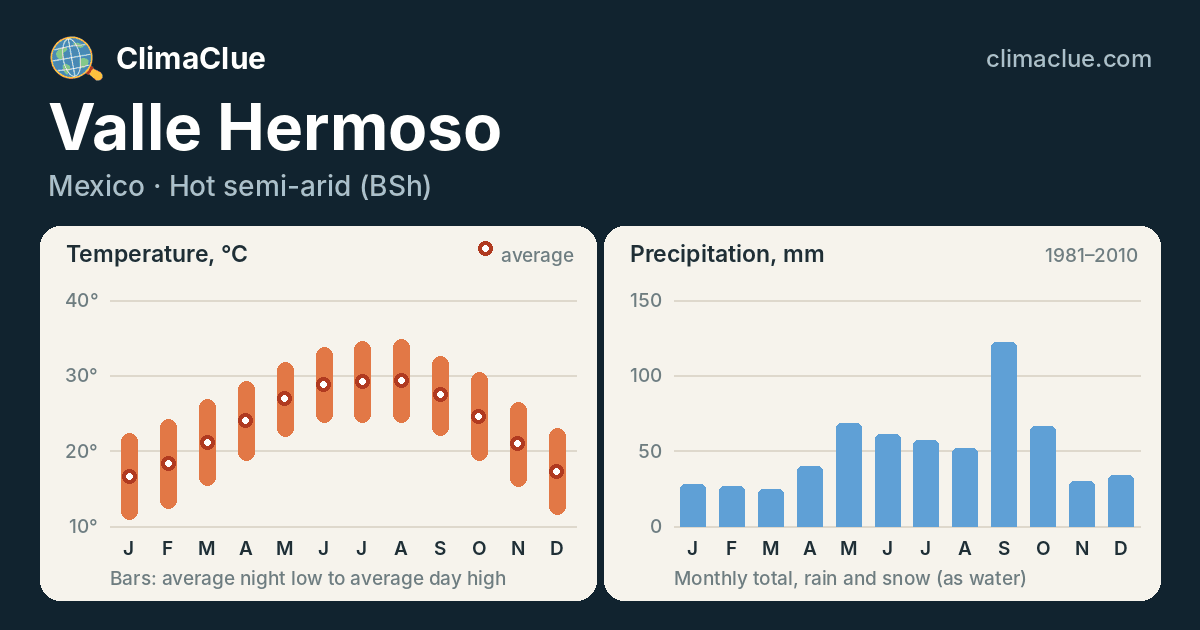 ClimaClue
climaclue.com
Valle Hermoso
Mexico · Hot semi-arid (BSh)
Temperature, °C
average
40°
30°
20°
10°
J F M A M J J A S O N D
Bars: average night low to average day high
Precipitation, mm
1981–2010
150
100
50
0
J F M A M J J A S O N D
Monthly total, rain and snow (as water)